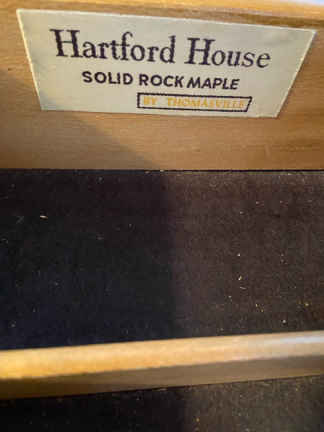 Hartford House
SOLID ROCK MAPLE
BY THOMASVILLE